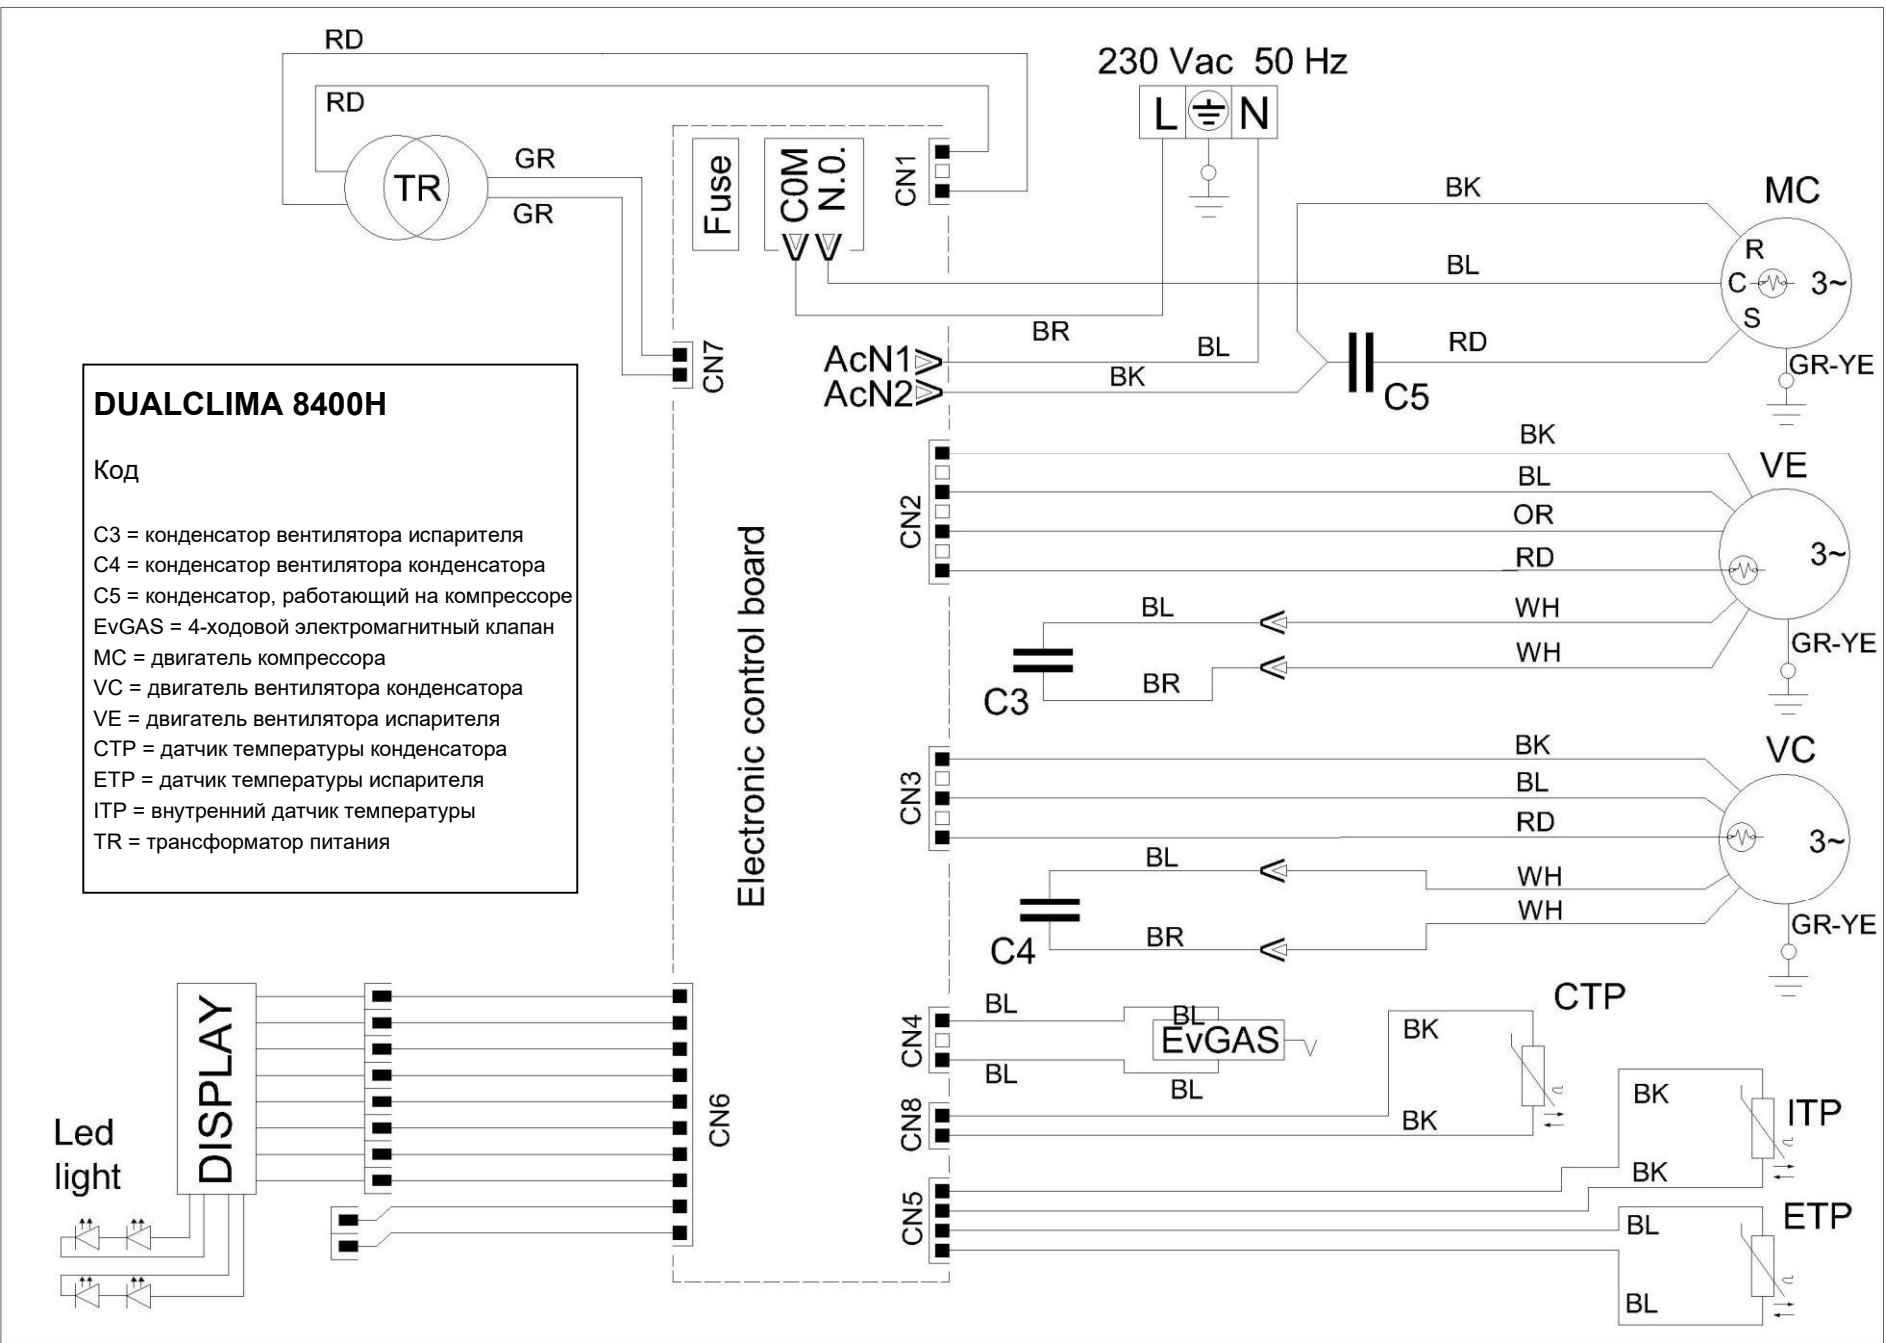 RD
RD
TR
GR
GR
Fuse
C0M
N.0.
CN1
230 Vac 50 Hz
L N
BK
MC
R
C 3~
S
BL
BR
BL
RD
GR-YE
AcN1
AcN2
BK
C5
CN7
DUALCLIMA 8400H
Код
C3 = конденсатор вентилятора испарителя
C4 = конденсатор вентилятора конденсатора
C5 = конденсатор, работающий на компрессоре
EvGAS = 4-ходовой электромагнитный клапан
MC = двигатель компрессора
VC = двигатель вентилятора конденсатора
VE = двигатель вентилятора испарителя
CTP = датчик температуры конденсатора
ETP = датчик температуры испарителя
ITP = внутренний датчик температуры
TR = трансформатор питания
Electronic control board
CN2
BK
BL
OR
RD
VE
3~
BL
WH
WH
BR
C3
GR-YE
CN3
BK
BL
RD
VC
3~
BL
WH
WH
BR
C4
GR-YE
CN4
BL
BL
EvGAS
BL
BL
CTP
BK
BK
CN8
ITP
BK
BK
CN5
ETP
BL
BL
CN6
DISPLAY
Led
light